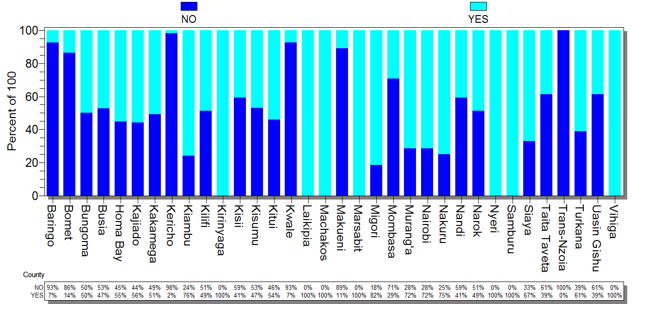 NO YES
Percent of 100
100
80
60
40
20
0
Baringo Bomet Bungoma Busia Homa Bay Kajiado Kakamega Kericho Kiambu Kilifi Kirinyaga Kisii Kisumu Kitui Kwale Laikipia Machakos Makueni Marsabit Migori Mombasa Murang'a Nairobi Nakuru Nandi Narok Nyeri Samburu Siaya Taita Taveta Trans-Nzoia Turkana Uasin Gishu Vihiga
County
NO 93% 86% 50% 53% 45% 44% 49% 98% 24% 51% 0% 59% 53% 46% 93% 0% 0% 89% 0% 18% 71% 28% 28% 25% 59% 51% 0% 0% 33% 61% 100% 39% 61% 0%
YES 7% 14% 50% 47% 55% 56% 51% 2% 76% 49% 100% 41% 47% 54% 7% 100% 100% 11% 100% 82% 29% 72% 72% 75% 41% 49% 100% 100% 67% 39% 0% 61% 39% 100%